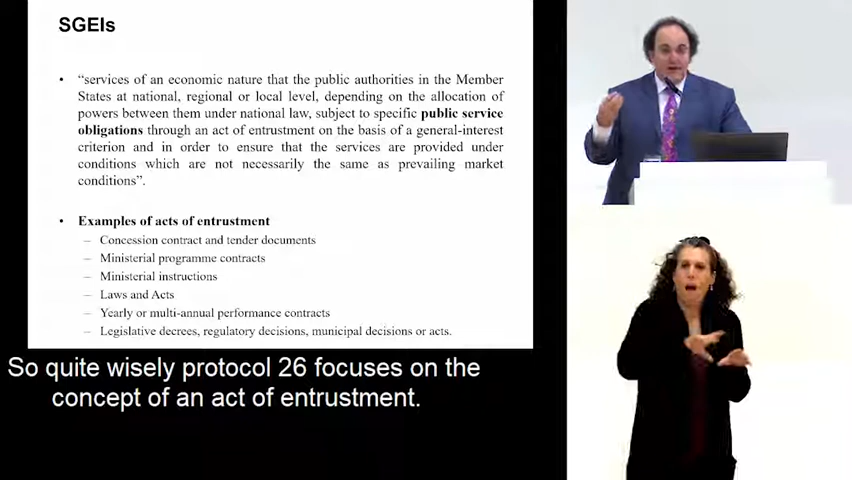 SGEIs
• “services of an economic nature that the public authorities in the Member
States at national, regional or local level, depending on the allocation of
powers between them under national law, subject to specific public service
obligations through an act of entrustment on the basis of a general-interest
criterion and in order to ensure that the services are provided under
conditions which are not necessarily the same as prevailing market
conditions”.
• Examples of acts of entrustment
– Concession contract and tender documents
– Ministerial programme contracts
– Ministerial instructions
– Laws and Acts
– Yearly or multi-annual performance contracts
– Legislative decrees, regulatory decisions, municipal decisions or acts.
So quite wisely protocol 26 focuses on the
concept of an act of entrustment.